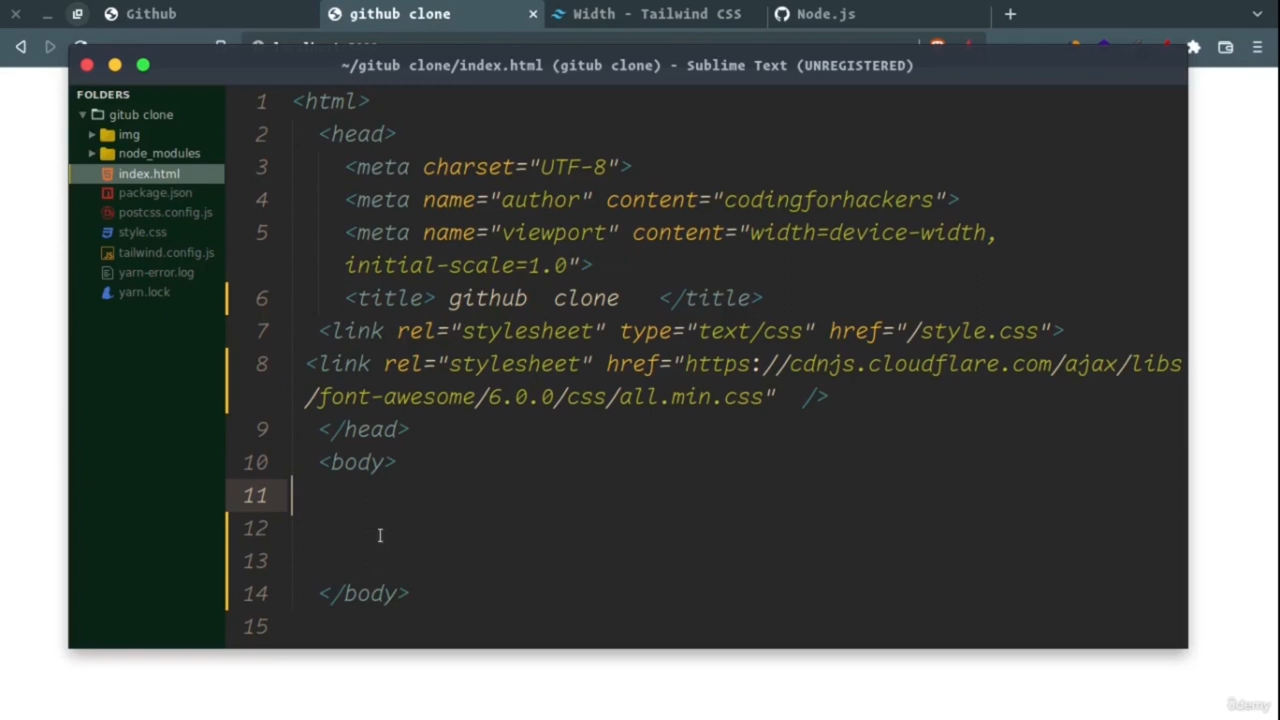 Github
github clone
Width - Tailwind CSS
Node.js
~/gitub clone/index.html (gitub clone) - Sublime Text (UNREGISTERED)
FOLDERS
gitub clone
img
node_modules
index.html
package.json
postcss.config.js
style.css
tailwind.config.js
yarn-error.log
yarn.lock
1 <html>
2 <head>
3 <meta charset="UTF-8">
4 <meta name="author" content="codingforhackers">
5 <meta name="viewport" content="width=device-width,
initial-scale=1.0">
6 <title> github  clone   </title>
7 <link rel="stylesheet" type="text/css" href="/style.css">
8 <link rel="stylesheet" href="https://cdnjs.cloudflare.com/ajax/libs
/font-awesome/6.0.0/css/all.min.css"  />
9 </head>
10 <body>
11
12
13
14 </body>
15
ûdemy